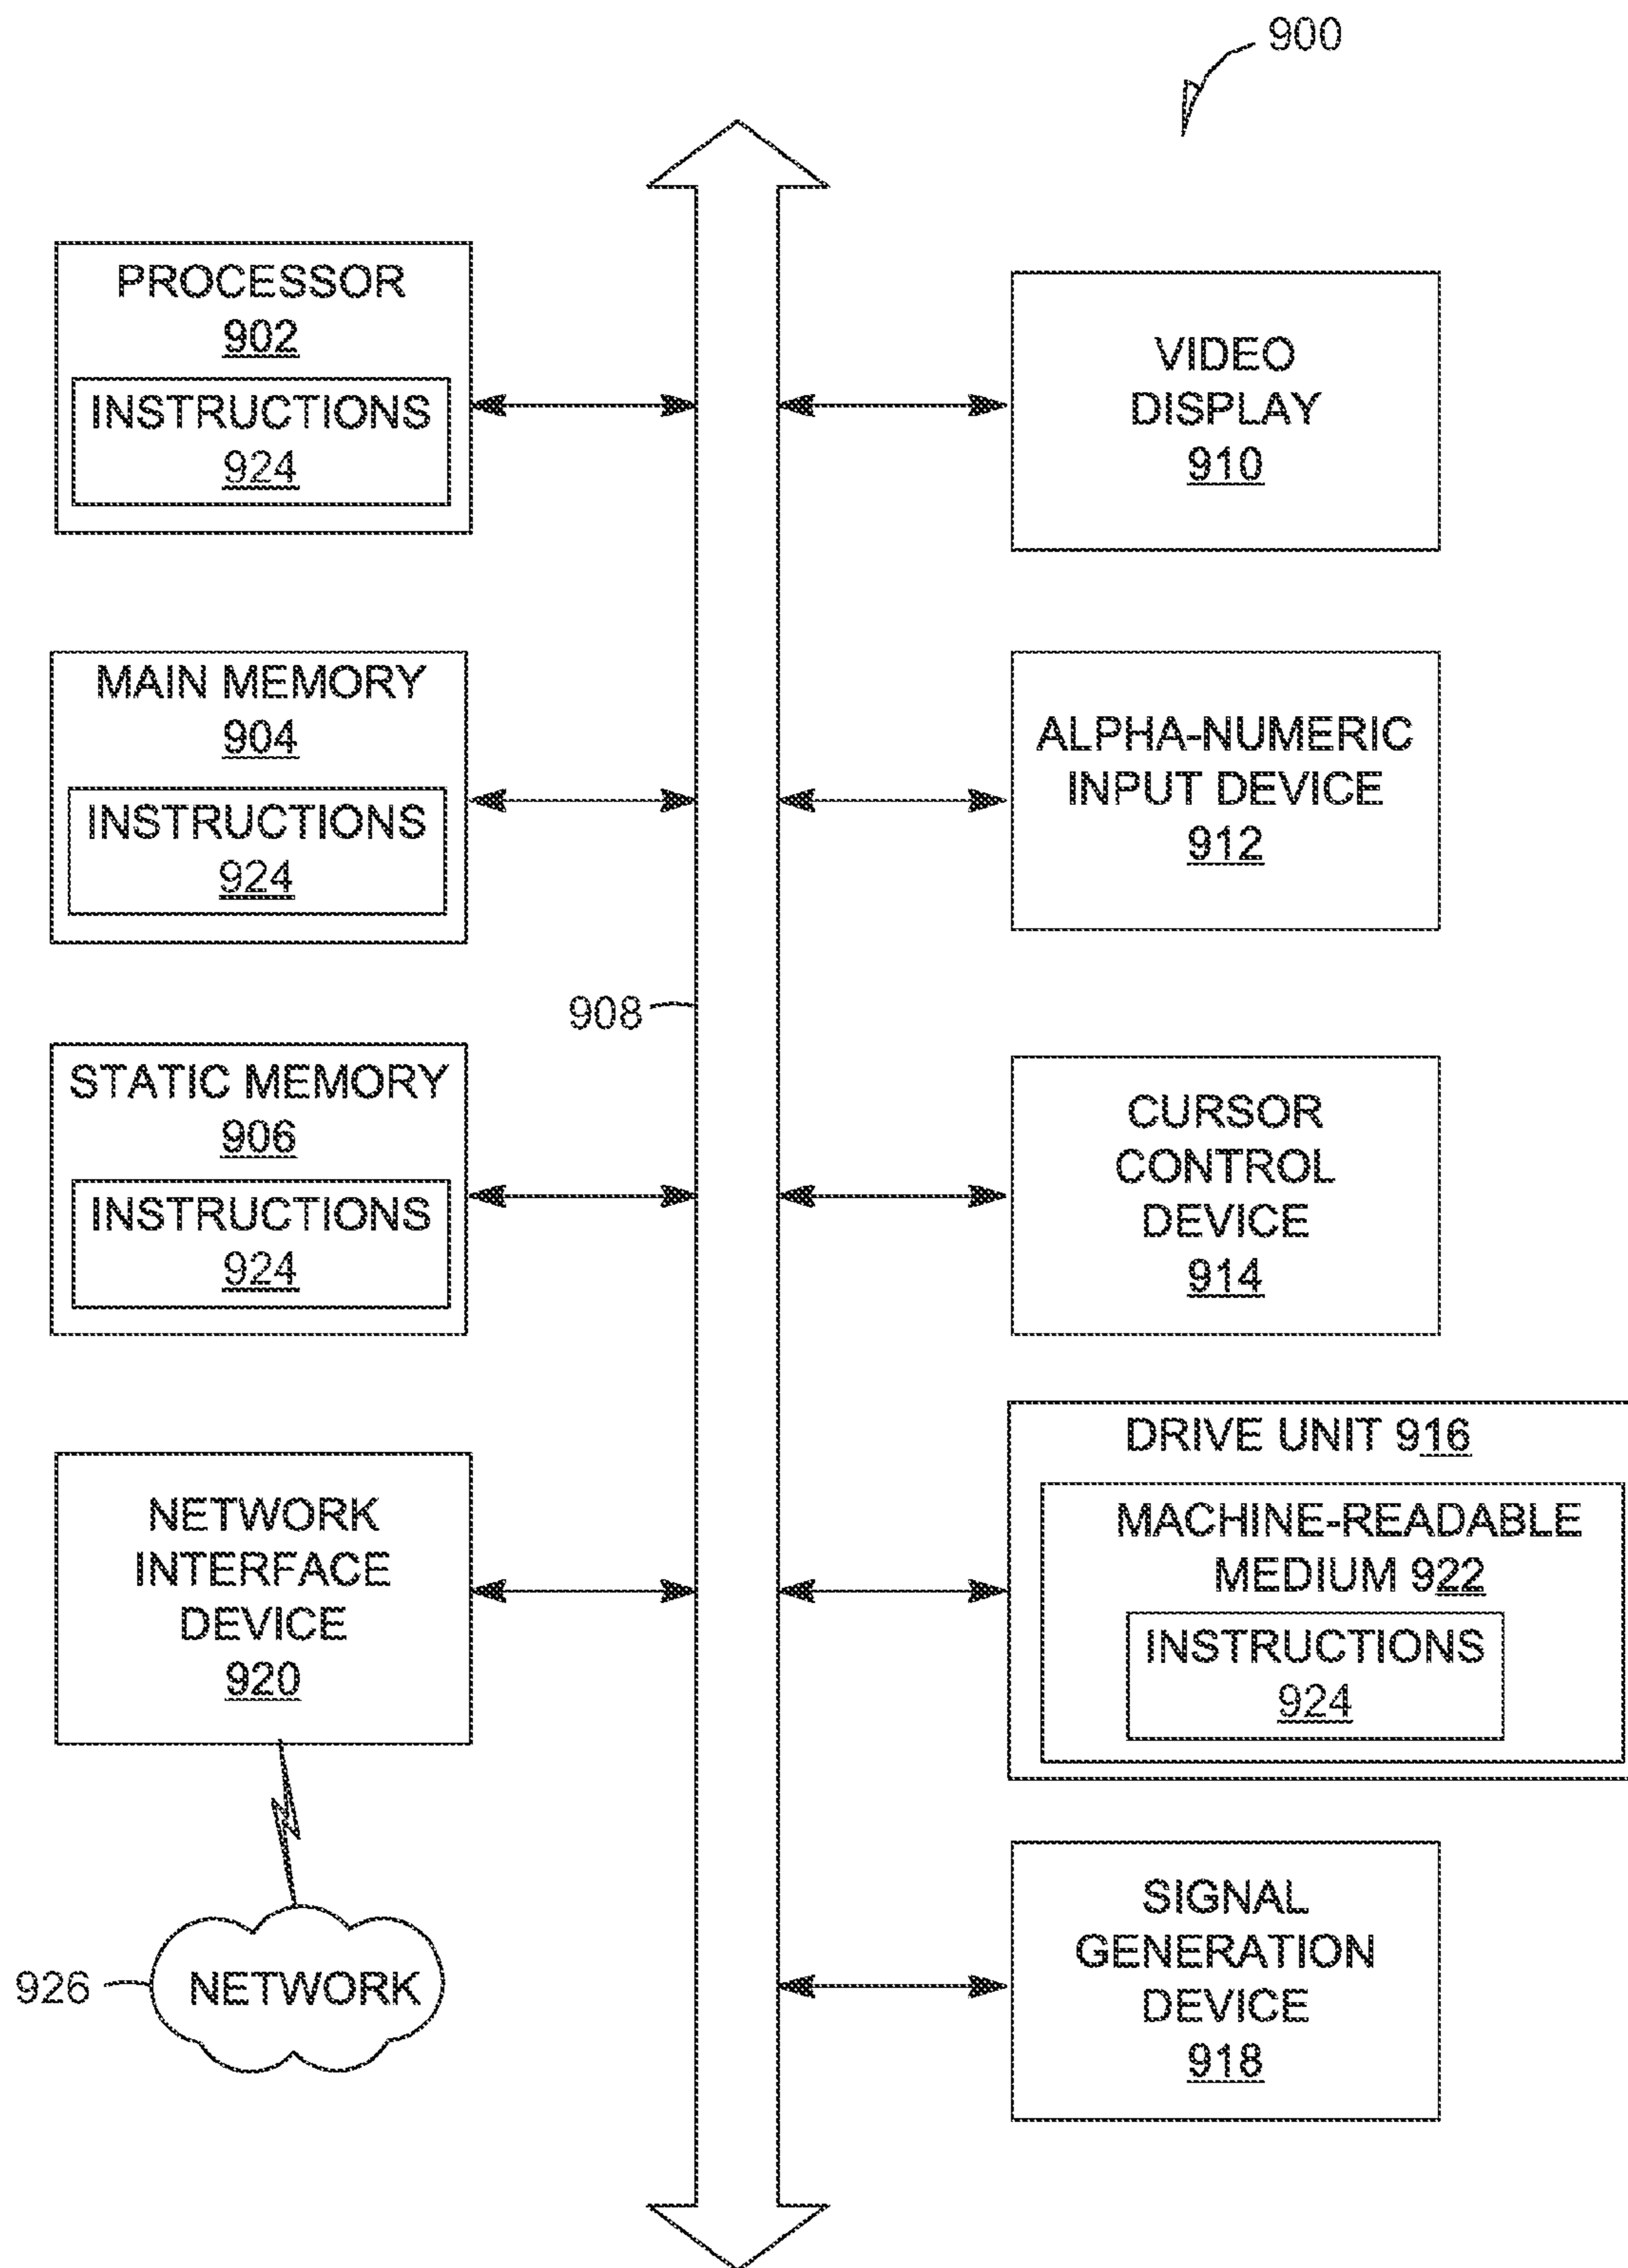 900
PROCESSOR
902
INSTRUCTIONS
924
VIDEO
DISPLAY
910
MAIN MEMORY
904
INSTRUCTIONS
924
ALPHA-NUMERIC
INPUT DEVICE
912
908
STATIC MEMORY
906
INSTRUCTIONS
924
CURSOR
CONTROL
DEVICE
914
NETWORK
INTERFACE
DEVICE
920
DRIVE UNIT 916
MACHINE-READABLE
MEDIUM 922
INSTRUCTIONS
924
926
NETWORK
SIGNAL
GENERATION
DEVICE
918